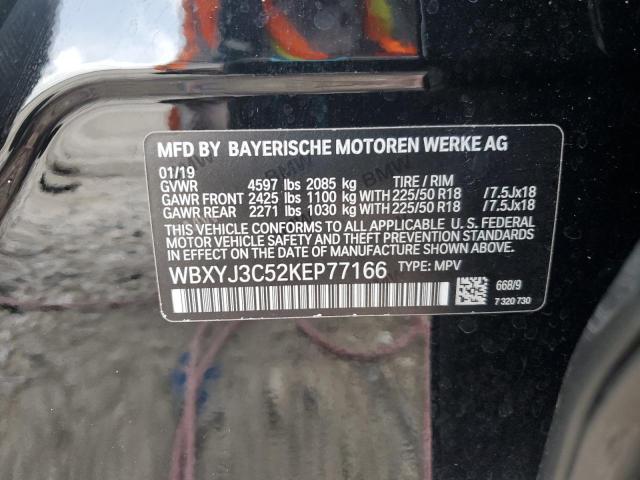 MFD BY BAYERISCHE MOTOREN WERKE AG
01/19 TIRE / RIM
GVWR 4597 lbs 2085 kg
GAWR FRONT 2425 lbs 1100 kg WITH 225/50 R18 /7.5Jx18
GAWR REAR 2271 lbs 1030 kg WITH 225/50 R18 /7.5Jx18
THIS VEHICLE CONFORMS TO ALL APPLICABLE U. S. FEDERAL
MOTOR VEHICLE SAFETY AND THEFT PREVENTION STANDARDS
IN EFFECT ON THE DATE OF MANUFACTURE SHOWN ABOVE.
WBXYJ3C52KEP77166 TYPE: MPV
668/9
7 320 730